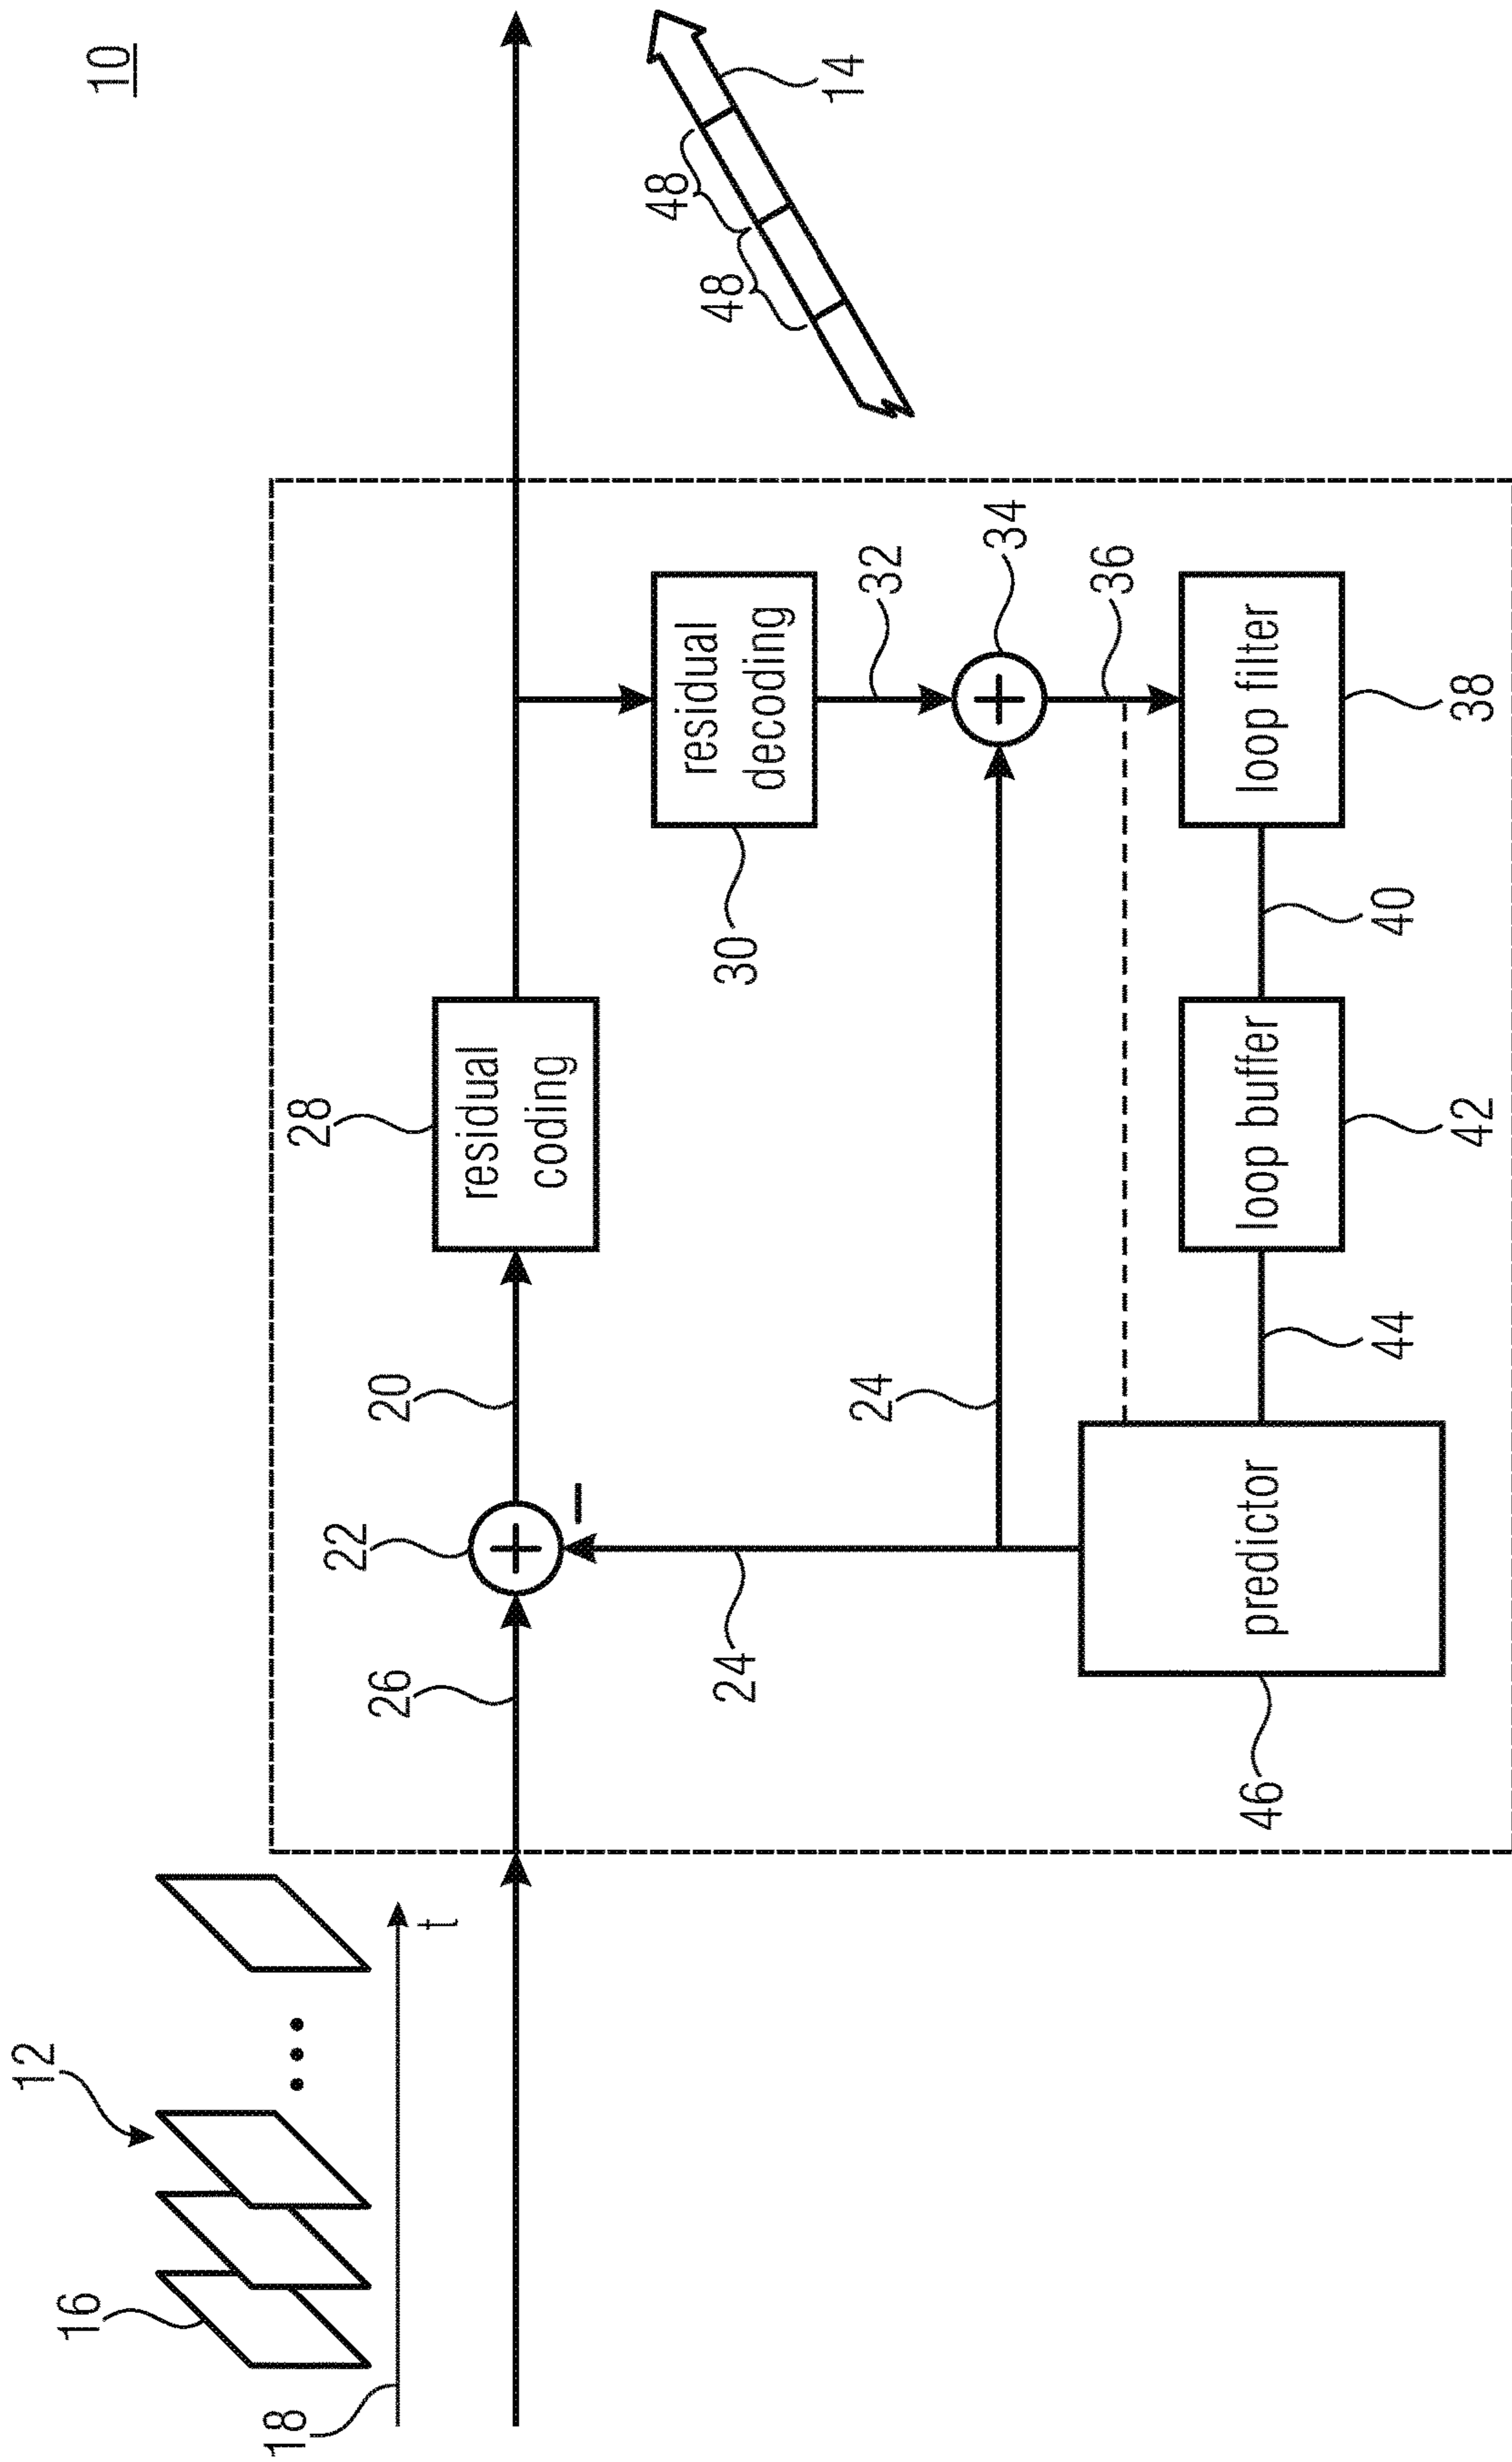 10
12
16
18
t
26
22
20
28
residual
coding
24
24
30
residual
decoding
32
34
36
46
predictor
44
loop buffer
42
40
loop filter
38
48
48
14